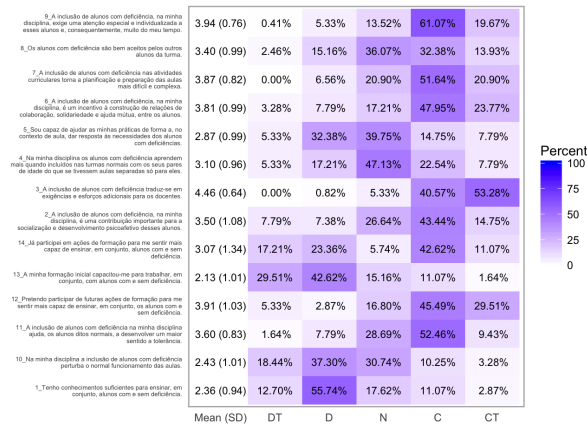 9_A inclusão de alunos com deficiência, na minha
disciplina, exige uma atenção especial e individualizada a
esses alunos e, consequentemente, muito do meu tempo.
3.94 (0.76) 0.41% 5.33% 13.52% 61.07% 19.67%
8_Os alunos com deficiência são bem aceites pelos outros
alunos da turma.
3.40 (0.99) 2.46% 15.16% 36.07% 32.38% 13.93%
7_A inclusão de alunos com deficiência nas atividades
curriculares torna a planificação e preparação das aulas
mais difícil e complexa.
3.87 (0.82) 0.00% 6.56% 20.90% 51.64% 20.90%
6_A inclusão de alunos com deficiência, na minha
disciplina, é um incentivo à construção de relações de
colaboração, solidariedade e ajuda mútua, entre os alunos.
3.81 (0.99) 3.28% 7.79% 17.21% 47.95% 23.77%
5_Sou capaz de ajudar as minhas práticas de forma a, no
contexto de aula, dar resposta às necessidades dos alunos
com deficiências.
2.87 (0.99) 5.33% 32.38% 39.75% 14.75% 7.79%
4_Na minha disciplina os alunos com deficiência aprendem
mais quando incluídos nas turmas normais com os seus pares
de idade do que se tivessem aulas separadas só para eles.
3.10 (0.96) 5.33% 17.21% 47.13% 22.54% 7.79%
3_A inclusão de alunos com deficiência traduz-se em
exigências e esforços adicionais para os docentes.
4.46 (0.64) 0.00% 0.82% 5.33% 40.57% 53.28%
2_A inclusão de alunos com deficiência, na minha
disciplina, é uma contribuição importante para a
socialização e desenvolvimento psicoafetivo desses alunos.
3.50 (1.08) 7.79% 7.38% 26.64% 43.44% 14.75%
14_Já participei em ações de formação para me sentir mais
capaz de ensinar, em conjunto, alunos com e sem
deficiência.
3.07 (1.34) 17.21% 23.36% 5.74% 42.62% 11.07%
13_A minha formação inicial capacitou-me para trabalhar, em
conjunto, com alunos com e sem deficiência.
2.13 (1.01) 29.51% 42.62% 15.16% 11.07% 1.64%
12_Pretendo participar de futuras ações de formação para me
sentir mais capaz de ensinar, em conjunto, os alunos com e
sem deficiência.
3.91 (1.03) 5.33% 2.87% 16.80% 45.49% 29.51%
11_A inclusão de alunos com deficiência na minha disciplina
ajuda, os alunos ditos normais, a desenvolver um maior
sentido a tolerância.
3.60 (0.83) 1.64% 7.79% 28.69% 52.46% 9.43%
10_Na minha disciplina a inclusão de alunos com deficiência
perturba o normal funcionamento das aulas.
2.43 (1.01) 18.44% 37.30% 30.74% 10.25% 3.28%
1_Tenho conhecimentos suficientes para ensinar, em
conjunto, alunos com e sem deficiência.
2.36 (0.94) 12.70% 55.74% 17.62% 11.07% 2.87%
Mean (SD) DT D N C CT
Percent
100
75
50
25
0